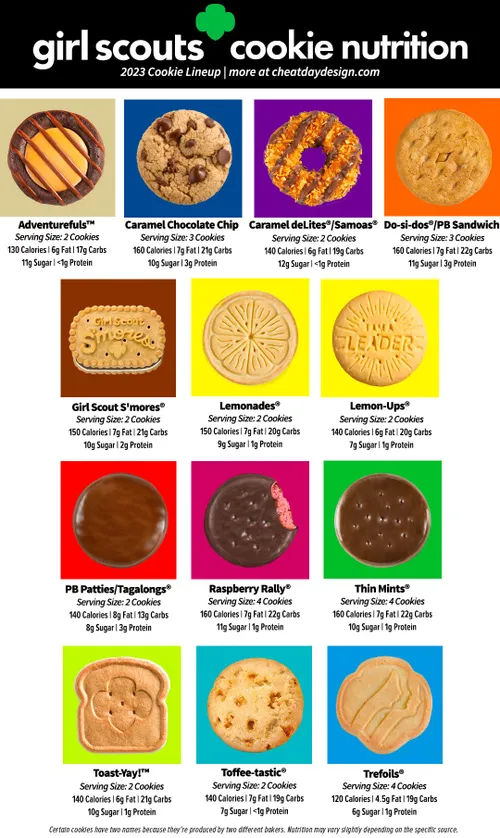 girl scouts cookie nutrition
2023 Cookie Lineup | more at cheatdaydesign.com
Adventurefuls™
Serving Size: 2 Cookies
130 Calories | 6g Fat | 17g Carbs
11g Sugar | <1g Protein
Caramel Chocolate Chip
Serving Size: 3 Cookies
160 Calories | 7g Fat | 21g Carbs
10g Sugar | 3g Protein
Caramel deLites®/Samoas®
Serving Size: 2 Cookies
140 Calories | 6g Fat | 19g Carbs
12g Sugar | <1g Protein
Do-si-dos®/PB Sandwich
Serving Size: 3 Cookies
160 Calories | 7g Fat | 22g Carbs
11g Sugar | 3g Protein
Girl Scout
S'mores
Girl Scout S'mores®
Serving Size: 2 Cookies
150 Calories | 7g Fat | 21g Carbs
10g Sugar | 2g Protein
Lemonades®
Serving Size: 2 Cookies
150 Calories | 7g Fat | 20g Carbs
9g Sugar | 1g Protein
I AM A
LEADER
Lemon-Ups®
Serving Size: 2 Cookies
140 Calories | 6g Fat | 20g Carbs
7g Sugar | 1g Protein
PB Patties/Tagalongs®
Serving Size: 2 Cookies
140 Calories | 8g Fat | 13g Carbs
8g Sugar | 3g Protein
Raspberry Rally®
Serving Size: 4 Cookies
160 Calories | 7g Fat | 22g Carbs
11g Sugar | 1g Protein
Thin Mints®
Serving Size: 4 Cookies
160 Calories | 7g Fat | 22g Carbs
10g Sugar | 1g Protein
Toast-Yay!™
Serving Size: 2 Cookies
140 Calories | 6g Fat | 21g Carbs
10g Sugar | 1g Protein
Toffee-tastic®
Serving Size: 2 Cookies
140 Calories | 7g Fat | 19g Carbs
7g Sugar | <1g Protein
Trefoils®
Serving Size: 4 Cookies
120 Calories | 4.5g Fat | 19g Carbs
6g Sugar | 1g Protein
Certain cookies have two names because they're produced by two different bakers. Nutrition may vary slightly depending on the specific source.